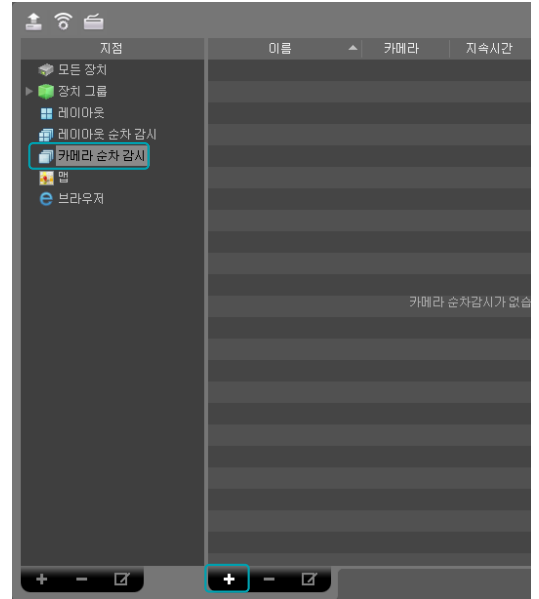 지점
이름 카메라 지속시간
모든 장치
장치 그룹
레이아웃
레이아웃 순차 감시
카메라 순차 감시
맵
브라우저
카메라 순차감시가 없습